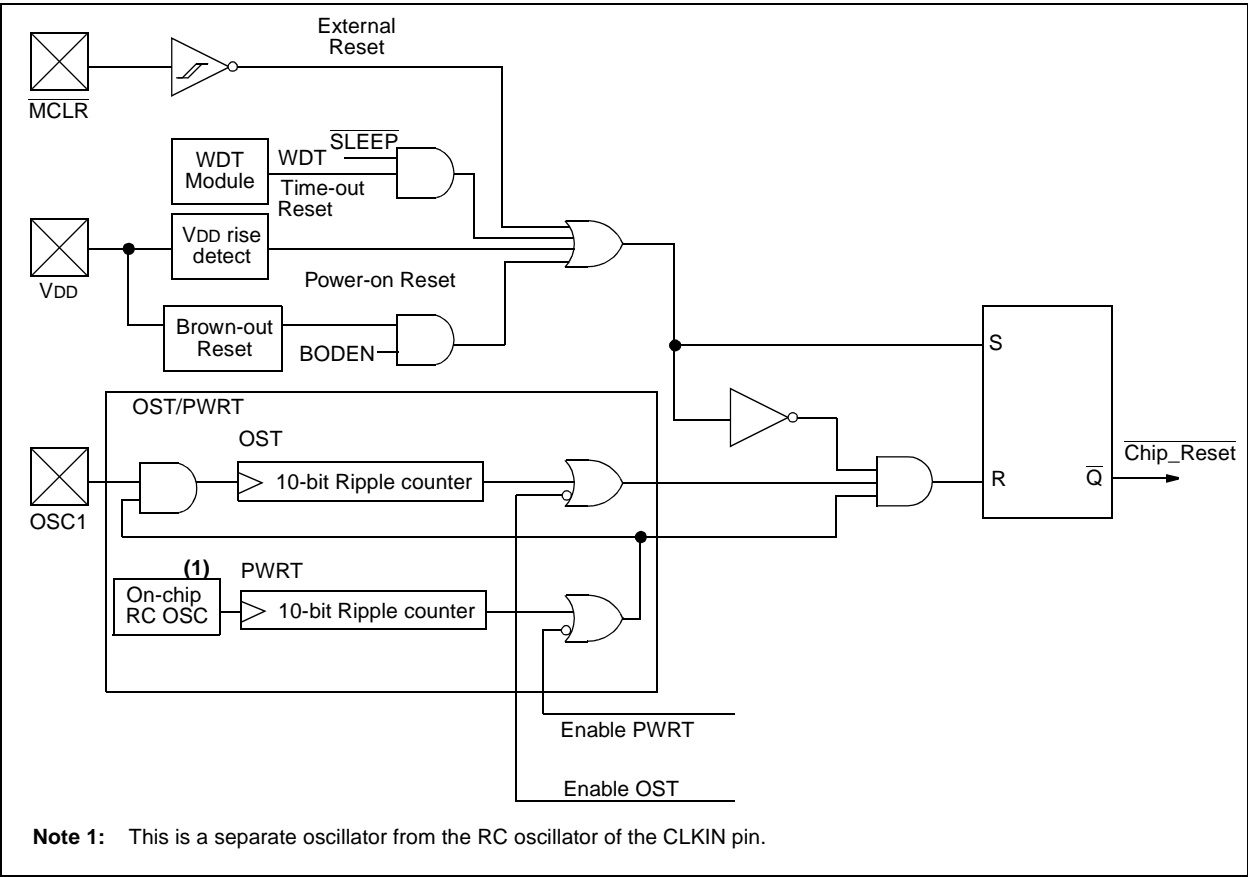 External
Reset
MCLR
SLEEP
WDT
Module
WDT
Time-out
Reset
VDD
VDD rise
detect
Power-on Reset
Brown-out
Reset
BODEN
OST/PWRT
OST
10-bit Ripple counter
OSC1
(1)
PWRT
On-chip
RC OSC
10-bit Ripple counter
S
R
Q
Chip_Reset
Enable PWRT
Enable OST
Note 1: This is a separate oscillator from the RC oscillator of the CLKIN pin.